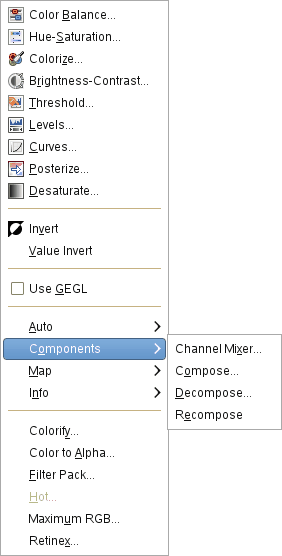 Color Balance...
Hue-Saturation...
Colorize...
Brightness-Contrast...
Threshold...
Levels...
Curves...
Posterize...
Desaturate...
Invert
Value Invert
Use GEGL
Auto
Components
Map
Info
Channel Mixer...
Compose...
Decompose...
Recompose
Colorify...
Color to Alpha...
Filter Pack...
Hot...
Maximum RGB...
Retinex...